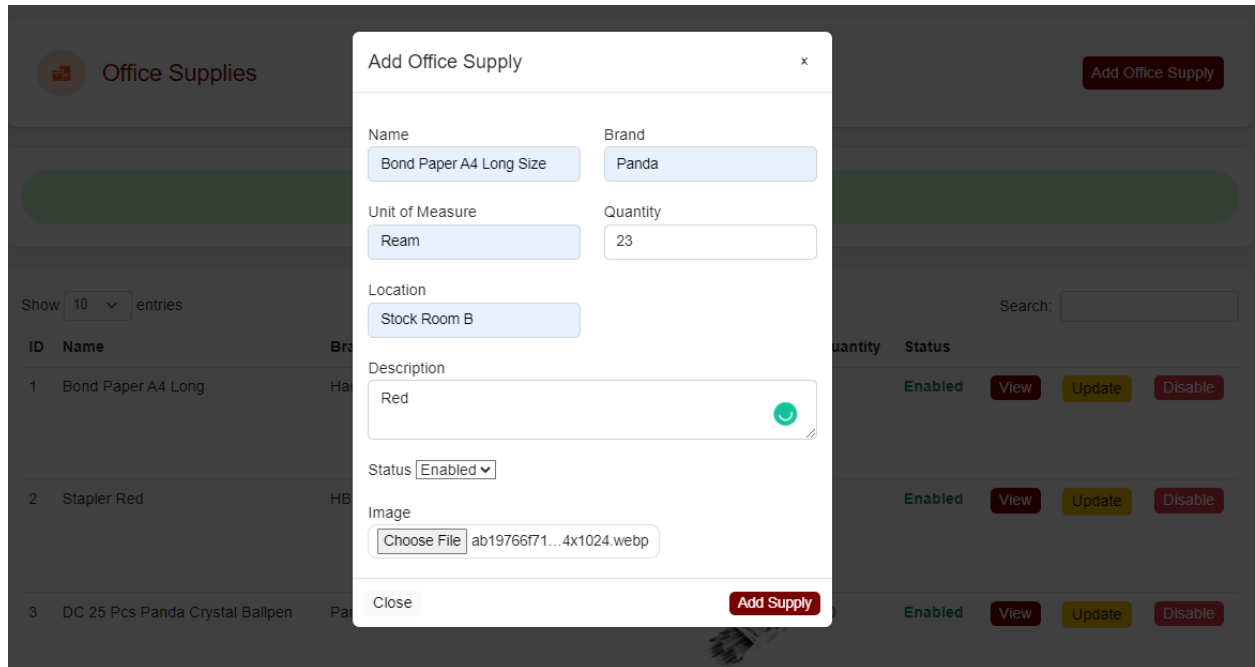 Office Supplies
Add Office Supply
Add Office Supply
x
Name
Brand
Bond Paper A4 Long Size
Panda
Unit of Measure
Quantity
Ream
23
Location
Stock Room B
Description
Red
Status Enabled
Image
Choose File ab19766f71...4x1024.webp
Close
Add Supply
Show 10 entries
Search:
ID Name Status
1 Bond Paper A4 Long Enabled View Update Disable
2 Stapler Red Enabled View Update Disable
3 DC 25 Pcs Panda Crystal Ballpen Enabled View Update Disable